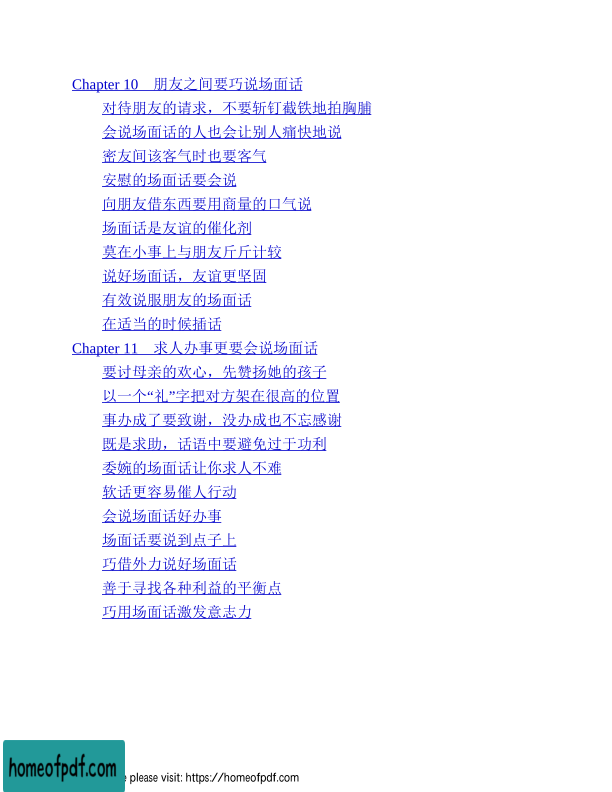 Chapter 10　朋友之间要巧说场面话
对待朋友的请求，不要斩钉截铁地拍胸脯
会说场面话的人也会让别人痛快地说
密友间该客气时也要客气
安慰的场面话要会说
向朋友借东西要用商量的口气说
场面话是友谊的催化剂
莫在小事上与朋友斤斤计较
说好场面话，友谊更坚固
有效说服朋友的场面话
在适当的时候插话
Chapter 11　求人办事更要会说场面话
要讨母亲的欢心，先赞扬她的孩子
以一个“礼”字把对方架在很高的位置
事办成了要致谢，没办成也不忘感谢
既是求助，话语中要避免过于功利
委婉的场面话让你求人不难
软话更容易催人行动
会说场面话好办事
场面话要说到点子上
巧借外力说好场面话
善于寻找各种利益的平衡点
巧用场面话激发意志力
homeofpdf.com
please visit: https://homeofpdf.com